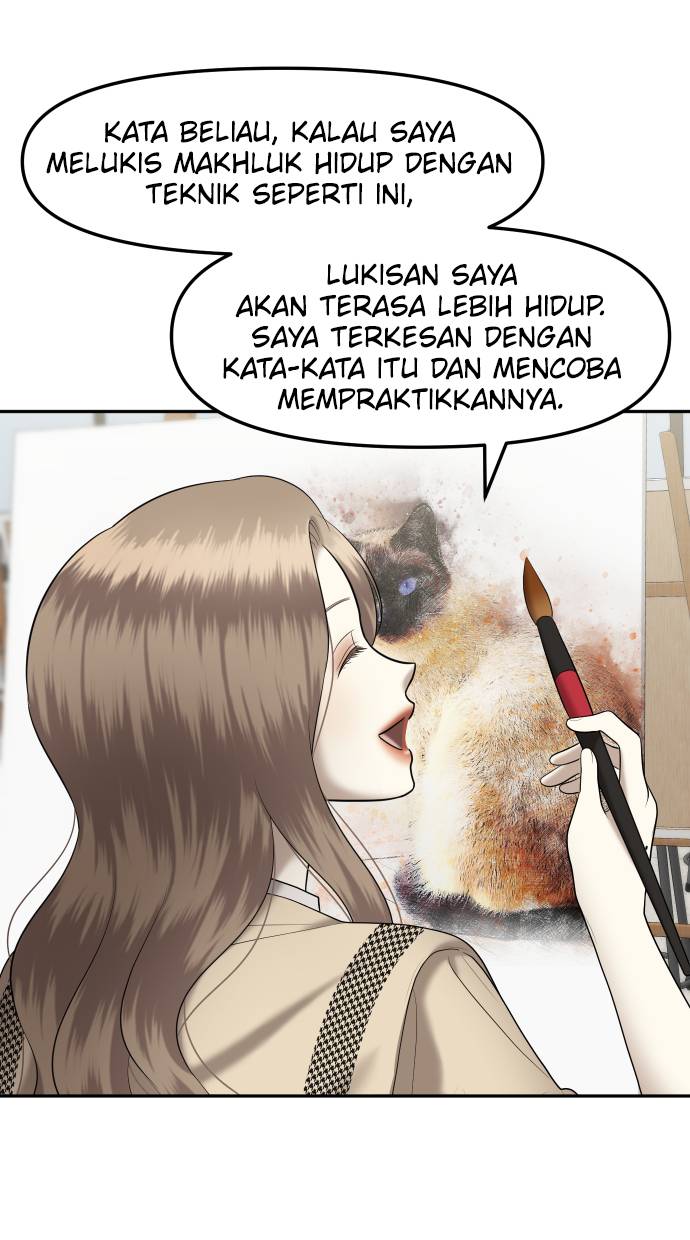 KATA BELIAU, KALAU SAYA
MELUKIS MAKHLUK HIDUP DENGAN
TEKNIK SEPERTI INI,
LUKISAN SAYA
AKAN TERASA LEBIH HIDUP.
SAYA TERKESAN DENGAN
KATA-KATA ITU DAN MENCOBA
MEMPRAKTIKKANNYA.